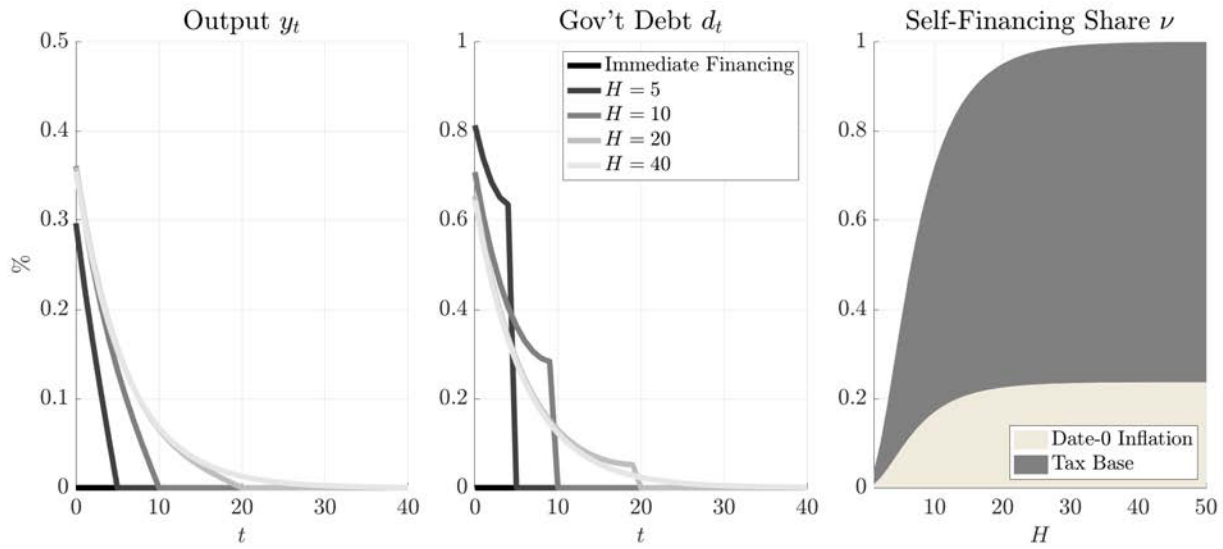 Output y_t
Gov't Debt d_t
Self-Financing Share ν
%
0.5
0.4
0.3
0.2
0.1
0
0
10
20
30
40
t
1
0.8
0.6
0.4
0.2
0
0
10
20
30
40
t
Immediate Financing
H = 5
H = 10
H = 20
H = 40
1
0.8
0.6
0.4
0.2
0
10
20
30
40
50
H
Date-0 Inflation
Tax Base